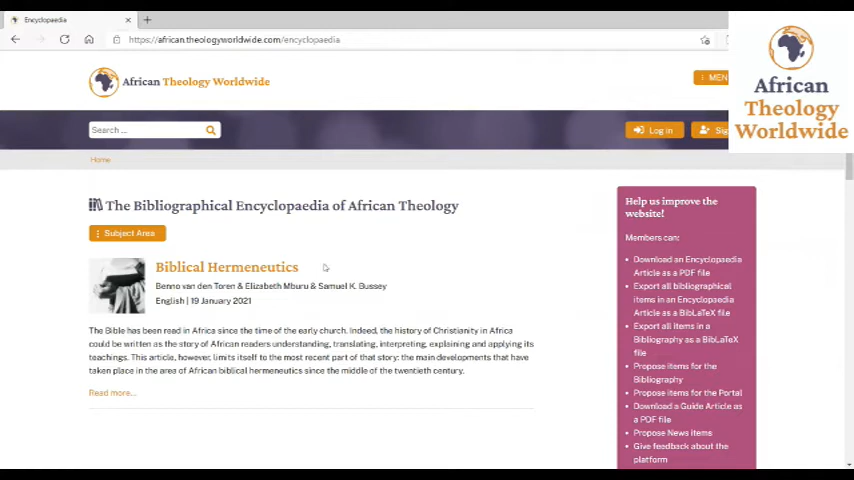 Encyclopaedia
https://african.theologyworldwide.com/encyclopaedia
African Theology Worldwide
MEN
African
Theology
Worldwide
Search ...
Log in
Sig
Home
The Bibliographical Encyclopaedia of African Theology
Subject Area
Biblical Hermeneutics
Benno van den Toren & Elizabeth Mburu & Samuel K. Bussey
English | 19 January 2021
The Bible has been read in Africa since the time of the early church. Indeed, the history of Christianity in Africa
could be written as the story of African readers understanding, translating, interpreting, explaining and applying its
teachings. This article, however, limits itself to the most recent part of that story: the main developments that have
taken place in the area of African biblical hermeneutics since the middle of the twentieth century.
Read more...
Help us improve the
website!
Members can:
Download an Encyclopaedia
Article as a PDF file
Export all bibliographical
items in an Encyclopaedia
Article as a BibLaTeX file
Export all items in a
Bibliography as a BibLaTeX
file
Propose items for the
Bibliography
Propose items for the Portal
Download a Guide Article as
a PDF file
Propose News items
Give feedback about the
platform